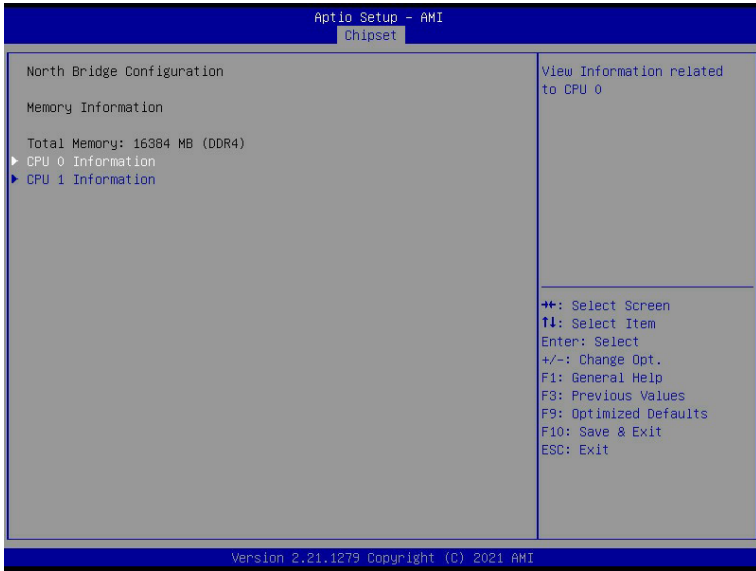 Aptio Setup – AMI
Chipset
North Bridge Configuration
Memory Information
Total Memory: 16384 MB (DDR4)
▶ CPU 0 Information
▶ CPU 1 Information
View Information related
to CPU 0
→←: Select Screen
↑↓: Select Item
Enter: Select
+/-: Change Opt.
F1: General Help
F3: Previous Values
F9: Optimized Defaults
F10: Save & Exit
ESC: Exit
Version 2.21.1279 Copyright (C) 2021 AMI